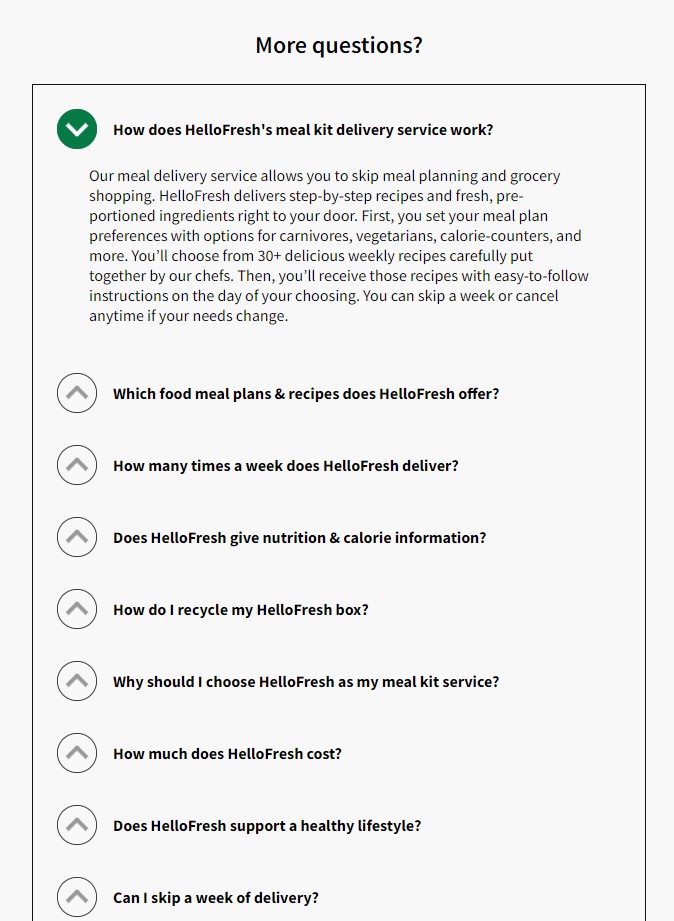 More questions?
How does HelloFresh's meal kit delivery service work?
Our meal delivery service allows you to skip meal planning and grocery
shopping. HelloFresh delivers step-by-step recipes and fresh, pre-
portioned ingredients right to your door. First, you set your meal plan
preferences with options for carnivores, vegetarians, calorie-counters, and
more. You’ll choose from 30+ delicious weekly recipes carefully put
together by our chefs. Then, you’ll receive those recipes with easy-to-follow
instructions on the day of your choosing. You can skip a week or cancel
anytime if your needs change.
Which food meal plans & recipes does HelloFresh offer?
How many times a week does HelloFresh deliver?
Does HelloFresh give nutrition & calorie information?
How do I recycle my HelloFresh box?
Why should I choose HelloFresh as my meal kit service?
How much does HelloFresh cost?
Does HelloFresh support a healthy lifestyle?
Can I skip a week of delivery?